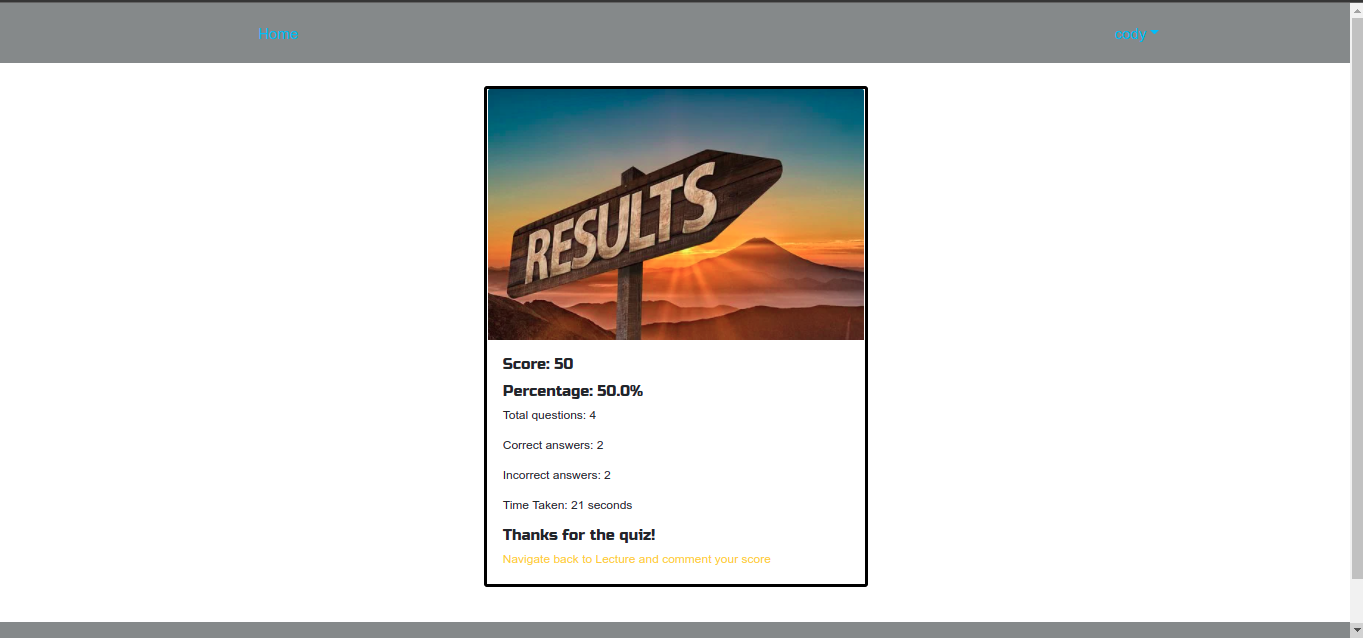 Home
cody
RESULTS
Score: 50
Percentage: 50.0%
Total questions: 4
Correct answers: 2
Incorrect answers: 2
Time Taken: 21 seconds
Thanks for the quiz!
Navigate back to Lecture and comment your score